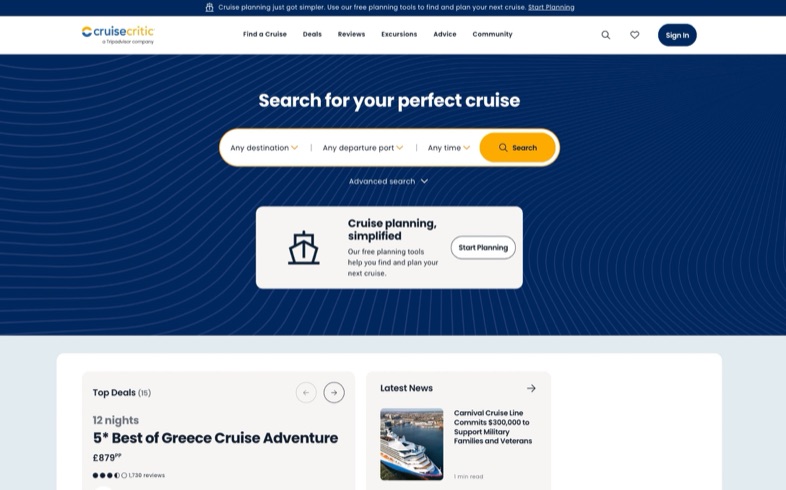 Cruise planning just got simpler. Use our free planning tools to find and plan your next cruise. Start Planning
cruisecritic
a Tripadvisor company
Find a Cruise Deals Reviews Excursions Advice Community
Sign In
Search for your perfect cruise
Any destination | Any departure port | Any time Search
Advanced search
Cruise planning,
simplified
Our free planning tools
help you find and plan your
next cruise.
Start Planning
Top Deals (15)
12 nights
5* Best of Greece Cruise Adventure
£879pp
1,739 reviews
Latest News
Carnival Cruise Line
Commits $300,000 to
Support Military
Families and Veterans
1 min read